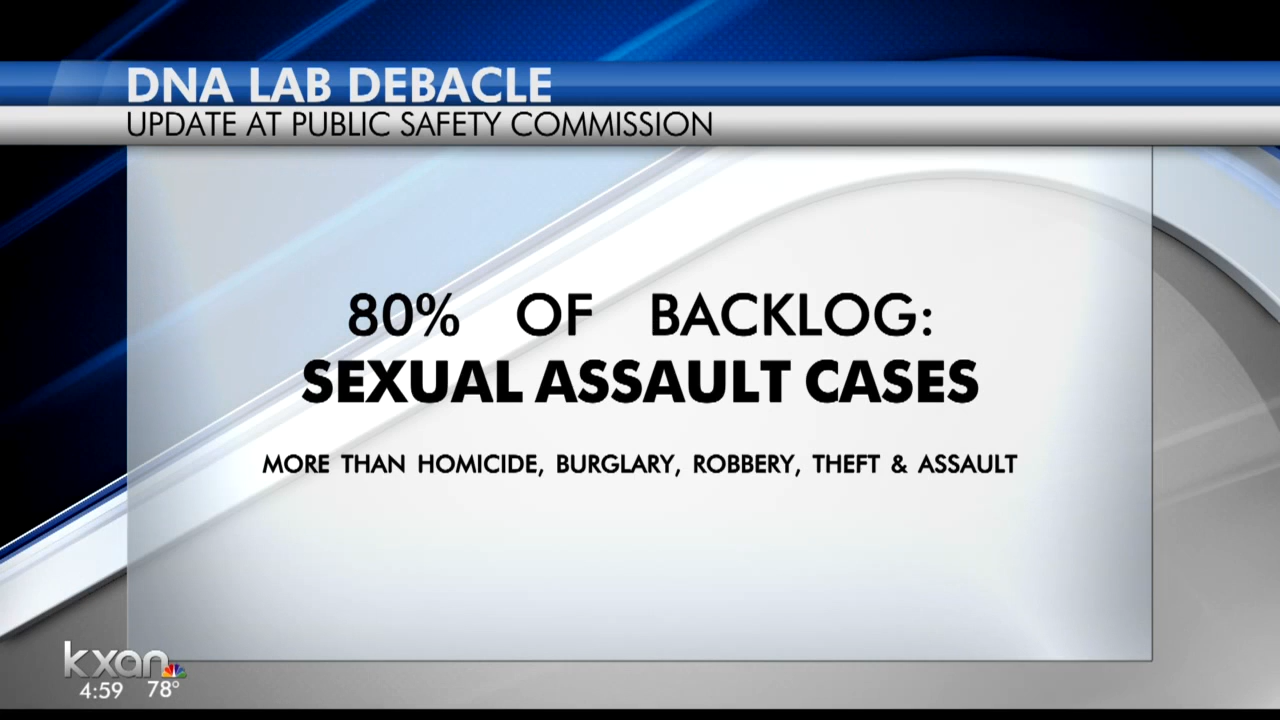 DNA LAB DEBACLE
UPDATE AT PUBLIC SAFETY COMMISSION
80% OF BACKLOG:
SEXUAL ASSAULT CASES
MORE THAN HOMICIDE, BURGLARY, ROBBERY, THEFT & ASSAULT
kxan
4:59 78°